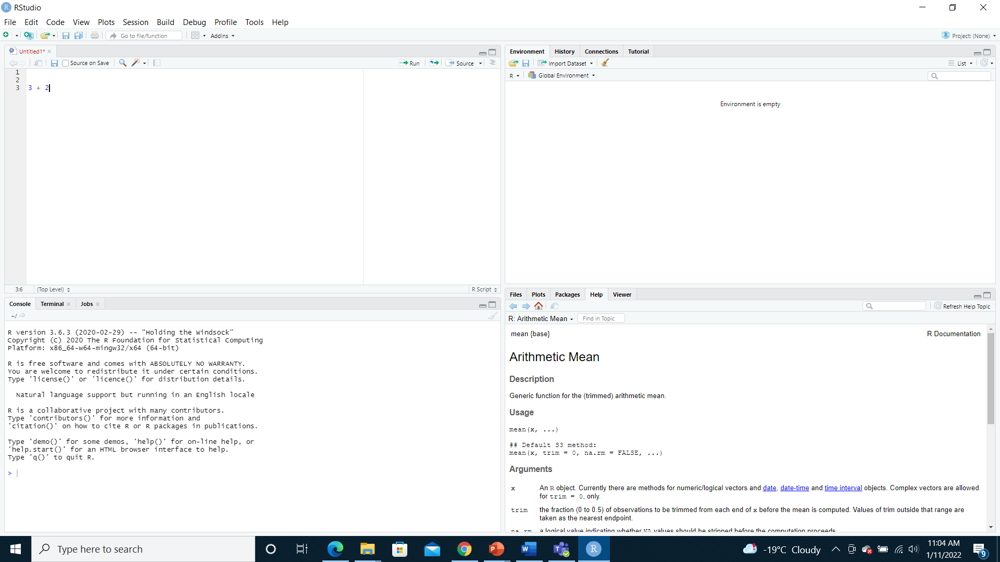 RStudio
File Edit Code View Plots Session Build Debug Profile Tools Help
Go to file/function Addins Project: (None)
Untitled1*
Source on Save Run Source
1
2
3 3 + 2
3:6 (Top Level) R Script
Console Terminal Jobs
~/
R version 3.6.3 (2020-02-29) -- "Holding the Windsock"
Copyright (C) 2020 The R Foundation for Statistical Computing
Platform: x86_64-w64-mingw32/x64 (64-bit)
R is free software and comes with ABSOLUTELY NO WARRANTY.
You are welcome to redistribute it under certain conditions.
Type 'license()' or 'licence()' for distribution details.
Natural language support but running in an English locale
R is a collaborative project with many contributors.
Type 'contributors()' for more information and
'citation()' on how to cite R or R packages in publications.
Type 'demo()' for some demos, 'help()' for on-line help, or
'help.start()' for an HTML browser interface to help.
Type 'q()' to quit R.
>
Environment History Connections Tutorial
Import Dataset List
R Global Environment
Environment is empty
Files Plots Packages Help Viewer
Refresh Help Topic
R: Arithmetic Mean Find in Topic
mean {base} R Documentation
Arithmetic Mean
Description
Generic function for the (trimmed) arithmetic mean.
Usage
mean(x, ...)
## Default S3 method:
mean(x, trim = 0, na.rm = FALSE, ...)
Arguments
x An R object. Currently there are methods for numeric/logical vectors and date, date-time and time interval objects. Complex vectors are allowed
for trim = 0, only.
trim the fraction (0 to 0.5) of observations to be trimmed from each end of x before the mean is computed. Values of trim outside that range are
taken as the nearest endpoint.
na.rm a logical value indicating whether NA values should be stripped before the computation proceeds.
Type here to search
-19°C Cloudy
11:04 AM
1/11/2022
9